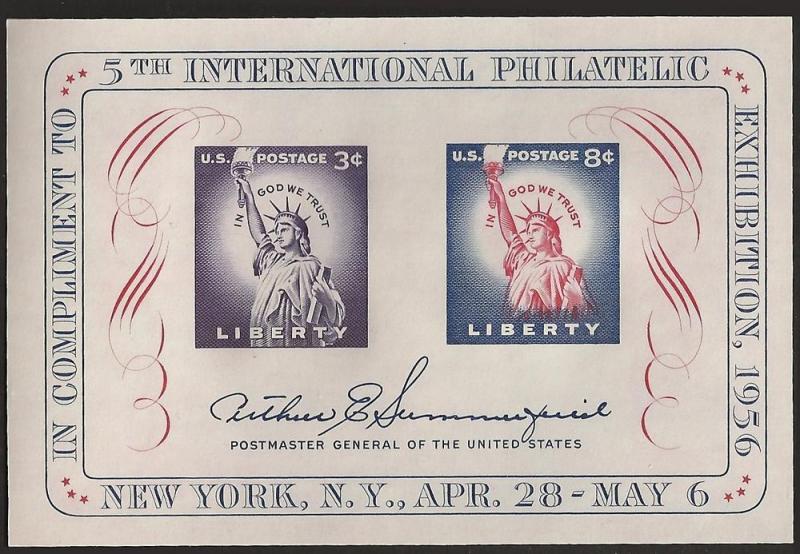 IN COMPLIMENT TO
5TH INTERNATIONAL PHILATELIC
EXHIBITION, 1956
U.S. POSTAGE 3¢
IN GOD WE TRUST
LIBERTY
U.S. POSTAGE 8¢
IN GOD WE TRUST
LIBERTY
Arthur E Summerfield
POSTMASTER GENERAL OF THE UNITED STATES
NEW YORK, N.Y., APR. 28 - MAY 6